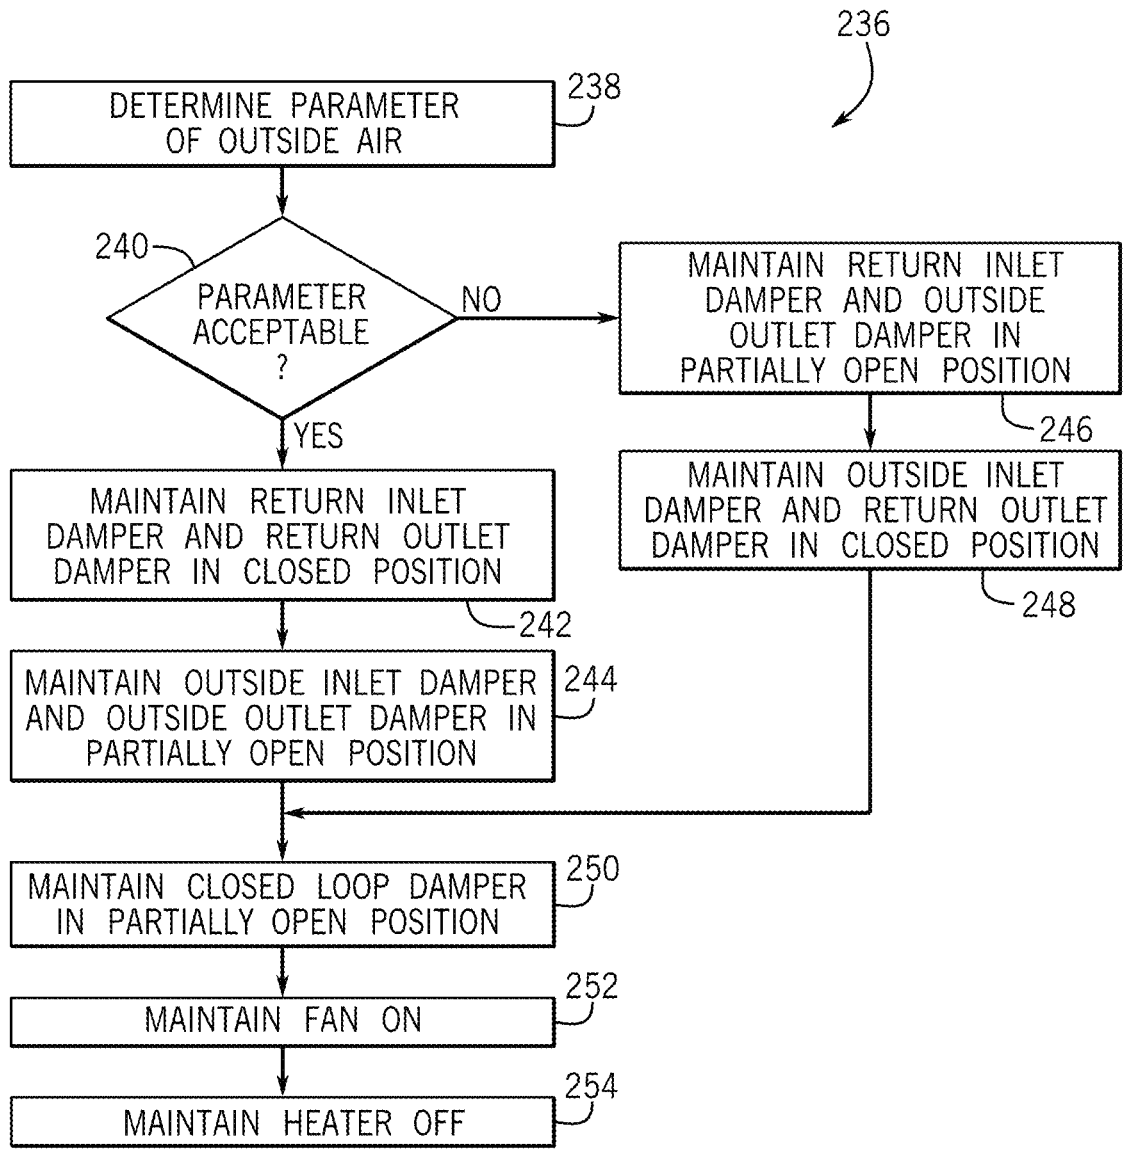 236
DETERMINE PARAMETER
OF OUTSIDE AIR
238
240
PARAMETER
ACCEPTABLE
?
NO
YES
MAINTAIN RETURN INLET
DAMPER AND OUTSIDE
OUTLET DAMPER IN
PARTIALLY OPEN POSITION
246
MAINTAIN OUTSIDE INLET
DAMPER AND RETURN OUTLET
DAMPER IN CLOSED POSITION
248
MAINTAIN RETURN INLET
DAMPER AND RETURN OUTLET
DAMPER IN CLOSED POSITION
242
MAINTAIN OUTSIDE INLET DAMPER
AND OUTSIDE OUTLET DAMPER IN
PARTIALLY OPEN POSITION
244
MAINTAIN CLOSED LOOP DAMPER
IN PARTIALLY OPEN POSITION
250
MAINTAIN FAN ON
252
MAINTAIN HEATER OFF
254